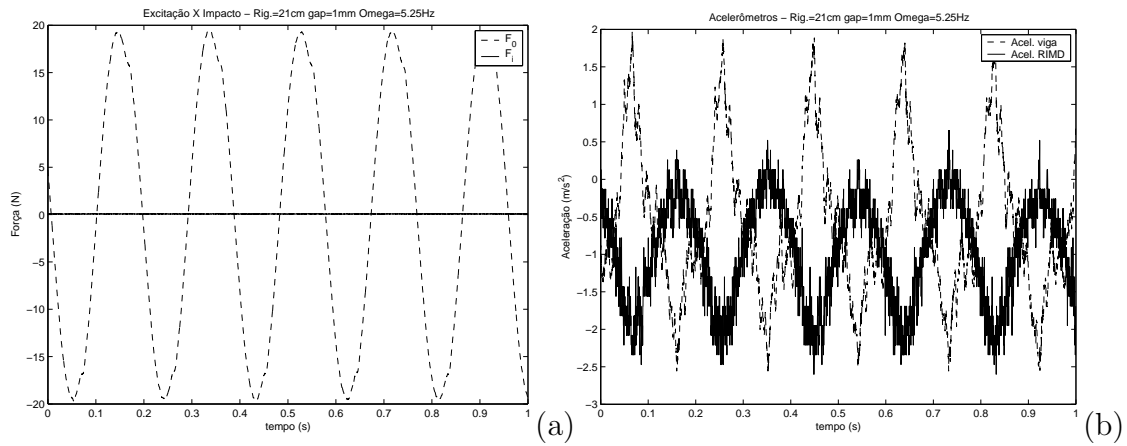 Excitação X Impacto − Rig.=21cm gap=1mm Omega=5.25Hz
F0
Fi
Força (N)
20
15
10
5
0
−5
−10
−15
−20
0 0.1 0.2 0.3 0.4 0.5 0.6 0.7 0.8 0.9 1
tempo (s)
(a)
Acelerômetros − Rig.=21cm gap=1mm Omega=5.25Hz
Acel. viga
Acel. RIMD
Aceleração (m/s²)
2
1.5
1
0.5
0
−0.5
−1
−1.5
−2
−2.5
−3
0 0.1 0.2 0.3 0.4 0.5 0.6 0.7 0.8 0.9 1
tempo (s)
(b)